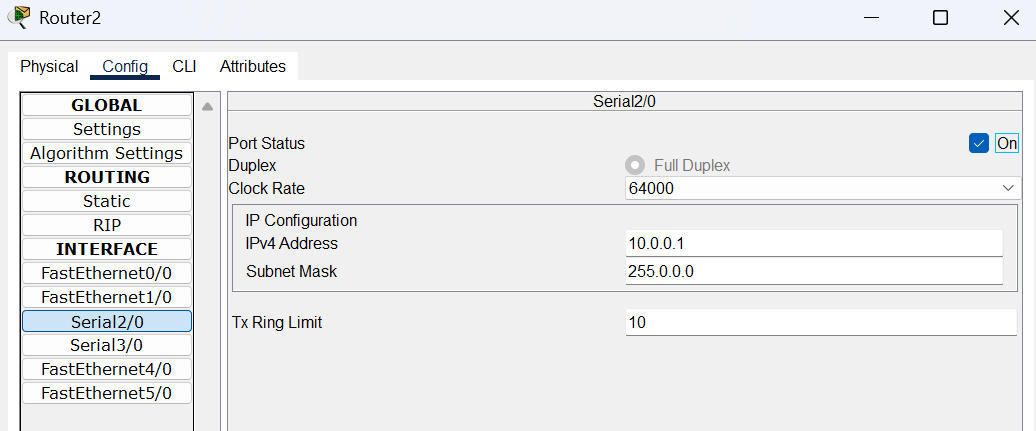 Router2
Physical Config CLI Attributes
GLOBAL
Settings
Algorithm Settings
ROUTING
Static
RIP
INTERFACE
FastEthernet0/0
FastEthernet1/0
Serial2/0
Serial3/0
FastEthernet4/0
FastEthernet5/0
Serial2/0
Port Status On
Duplex Full Duplex
Clock Rate 64000
IP Configuration
IPv4 Address 10.0.0.1
Subnet Mask 255.0.0.0
Tx Ring Limit 10